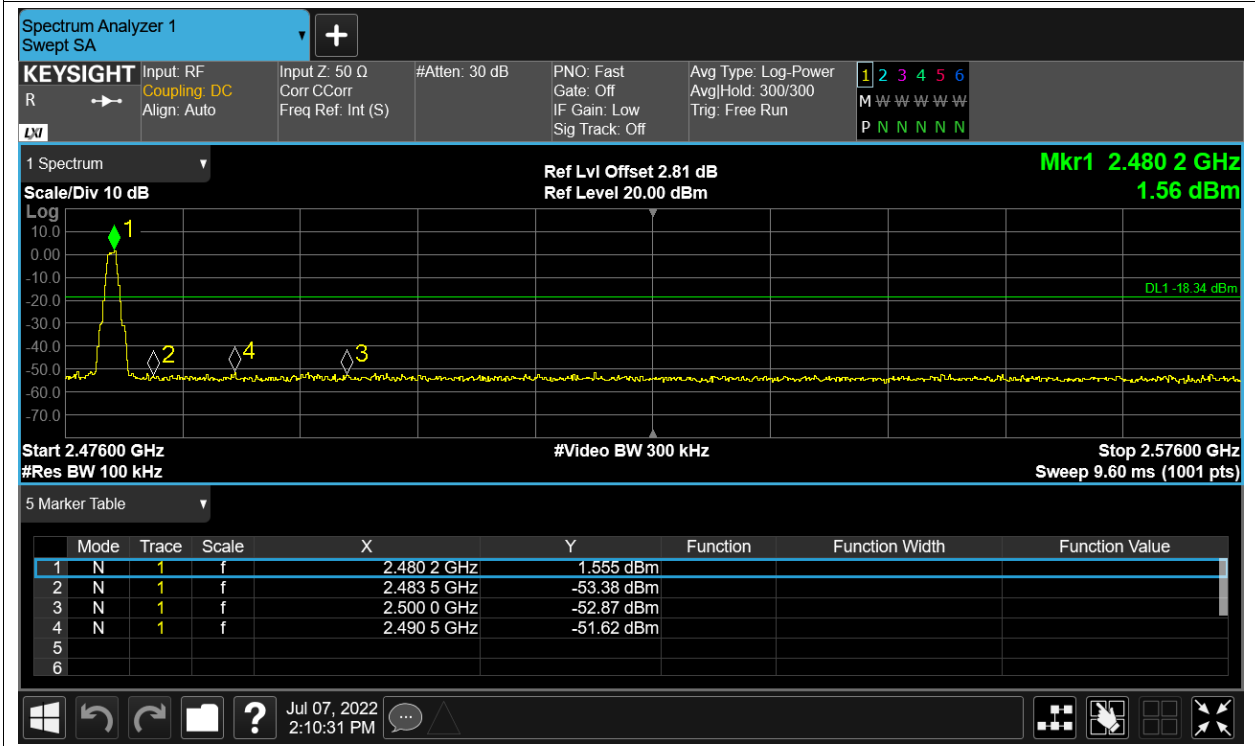 Spectrum Analyzer 1
Swept SA
+
KEYSIGHT
R
LXI
Input: RF
Coupling: DC
Align: Auto
Input Z: 50 Ω
Corr CCorr
Freq Ref: Int (S)
#Atten: 30 dB
PNO: Fast
Gate: Off
IF Gain: Low
Sig Track: Off
Avg Type: Log-Power
Avg|Hold: 300/300
Trig: Free Run
1 2 3 4 5 6
M W W W W W
P N N N N N
1 Spectrum
Scale/Div 10 dB
Ref Lvl Offset 2.81 dB
Ref Level 20.00 dBm
Mkr1 2.480 2 GHz
1.56 dBm
Log
10.0
0.00
-10.0
-20.0
-30.0
-40.0
-50.0
-60.0
-70.0
1
2
4
3
DL1 -18.34 dBm
Start 2.47600 GHz
#Video BW 300 kHz
Stop 2.57600 GHz
#Res BW 100 kHz
Sweep 9.60 ms (1001 pts)
5 Marker Table
Mode Trace Scale X Y Function Function Width Function Value
1 N 1 f 2.480 2 GHz 1.555 dBm
2 N 1 f 2.483 5 GHz -53.38 dBm
3 N 1 f 2.500 0 GHz -52.87 dBm
4 N 1 f 2.490 5 GHz -51.62 dBm
5
6
?
Jul 07, 2022
2:10:31 PM